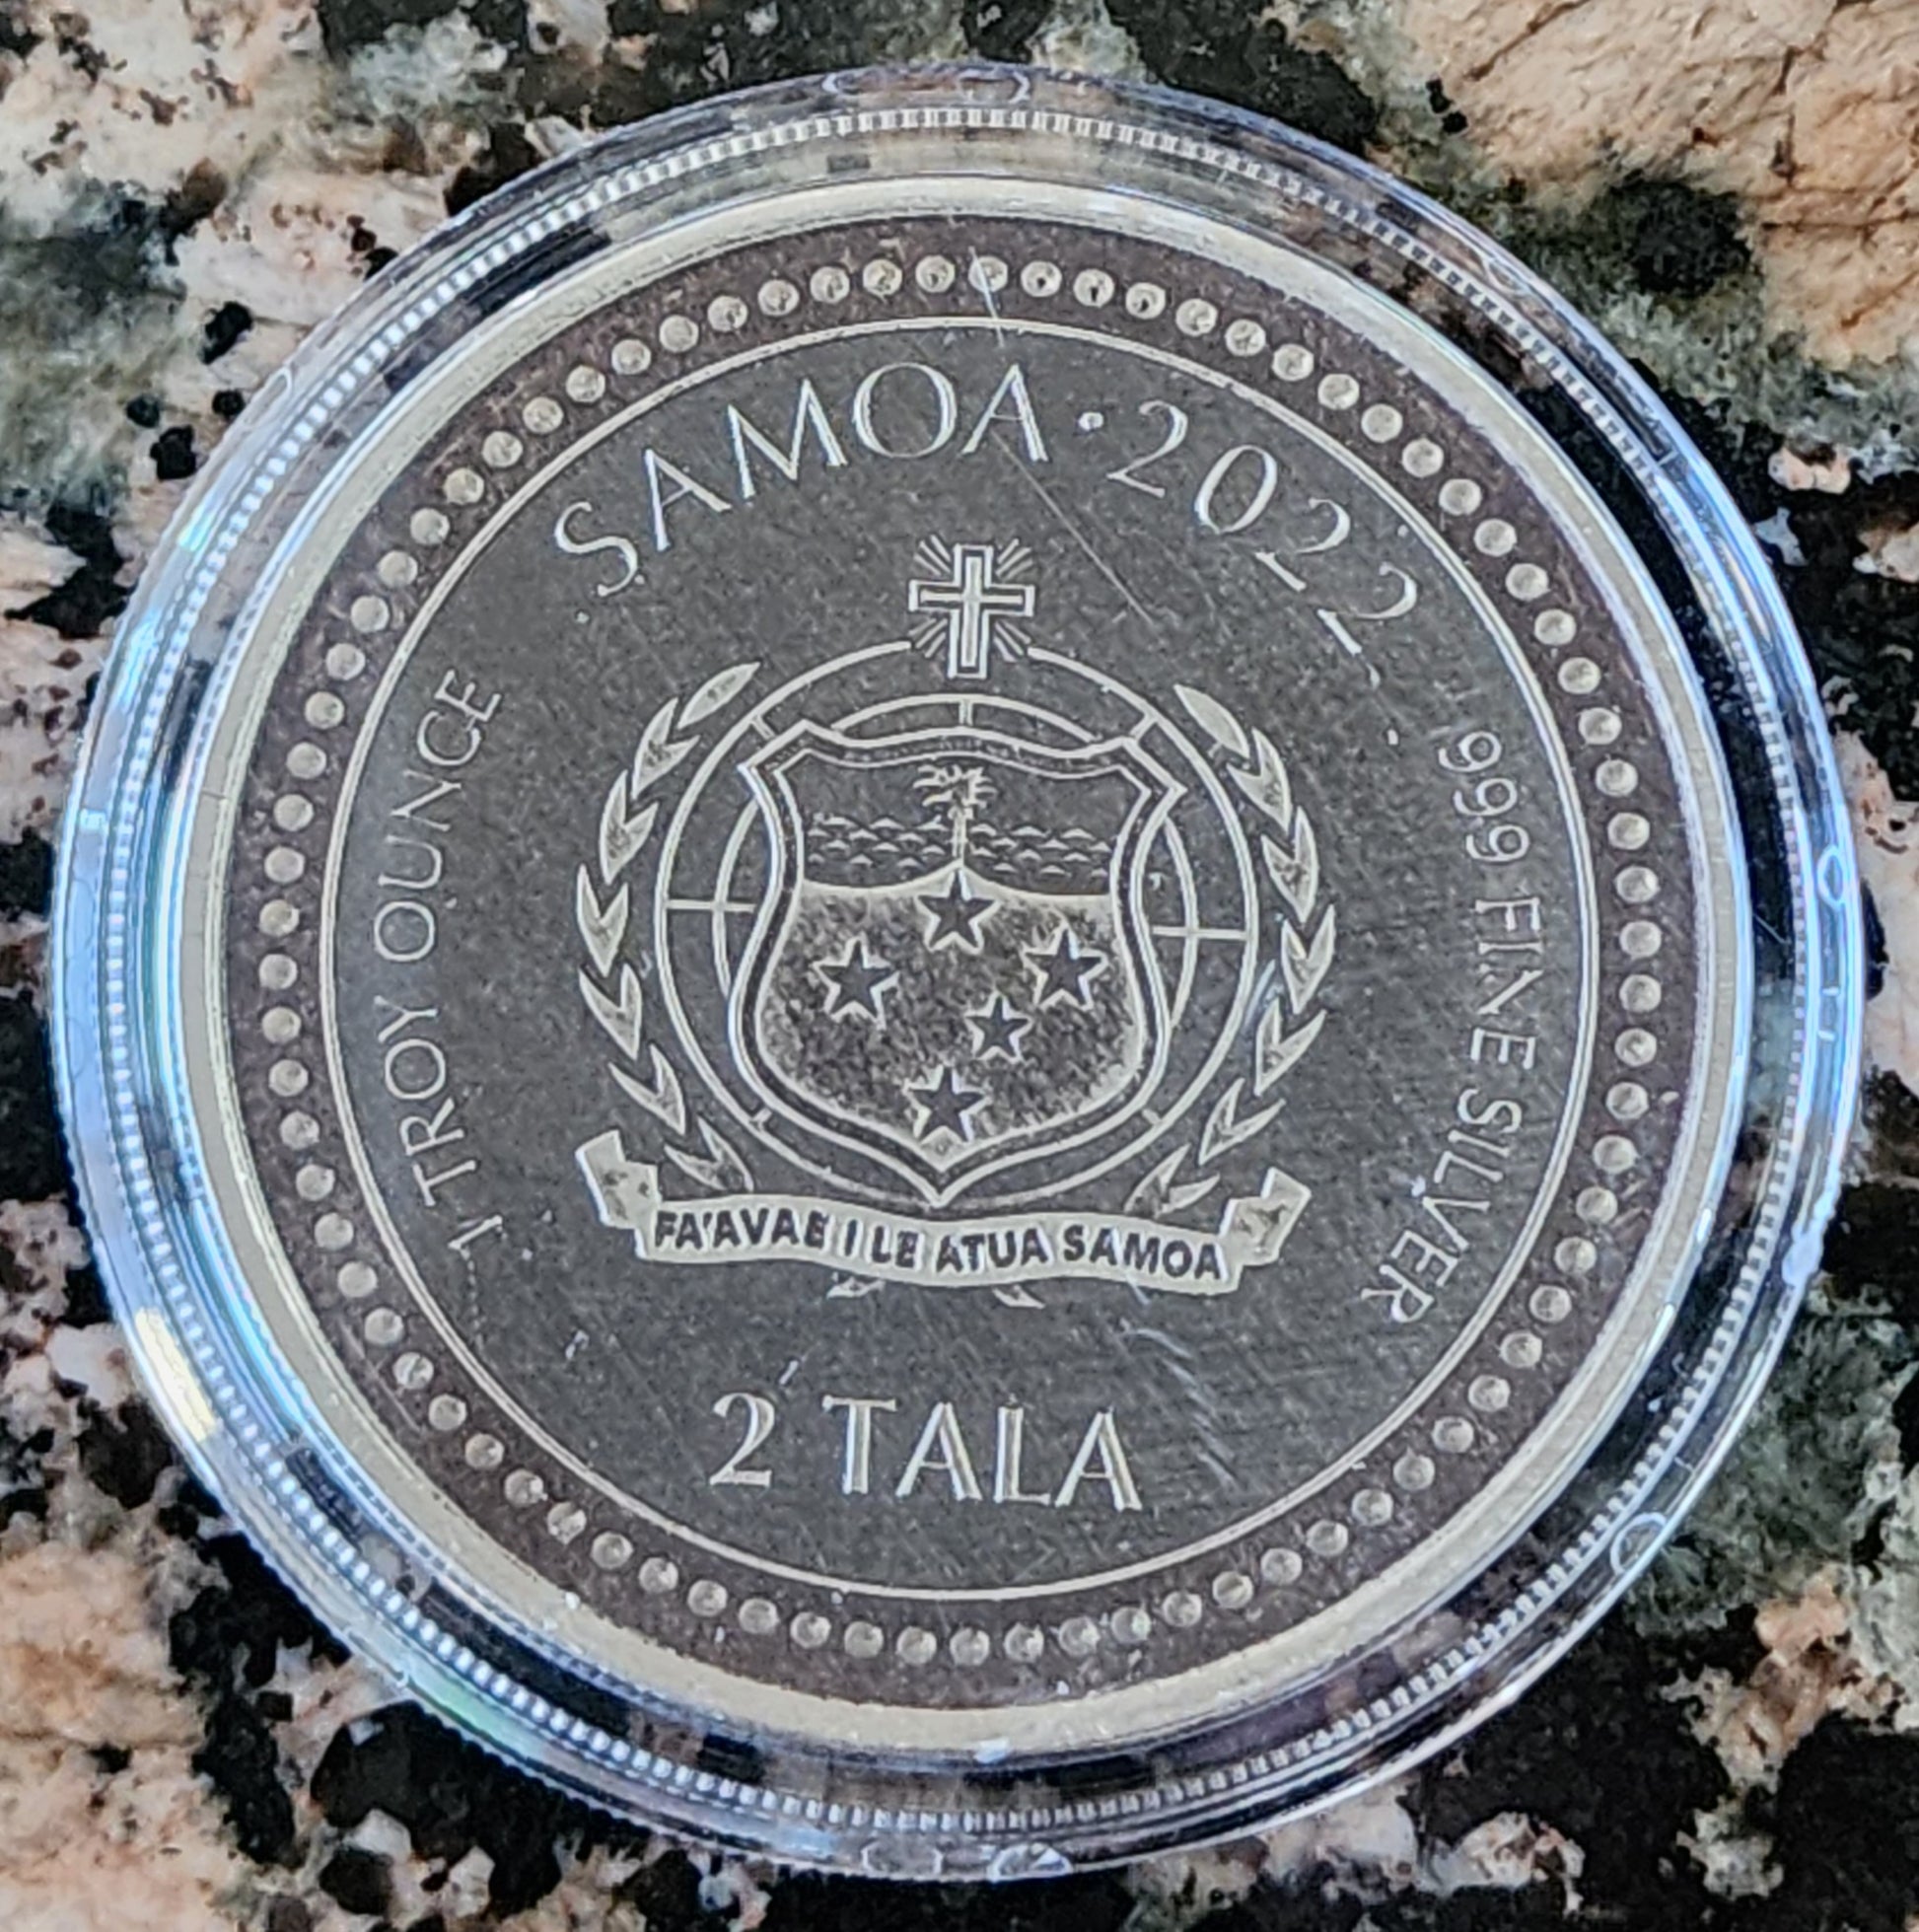 SAMOA · 2022
1 TROY OUNCE
999 FINE SILVER
FA'AVAE I LE ATUA SAMOA
2 TALA